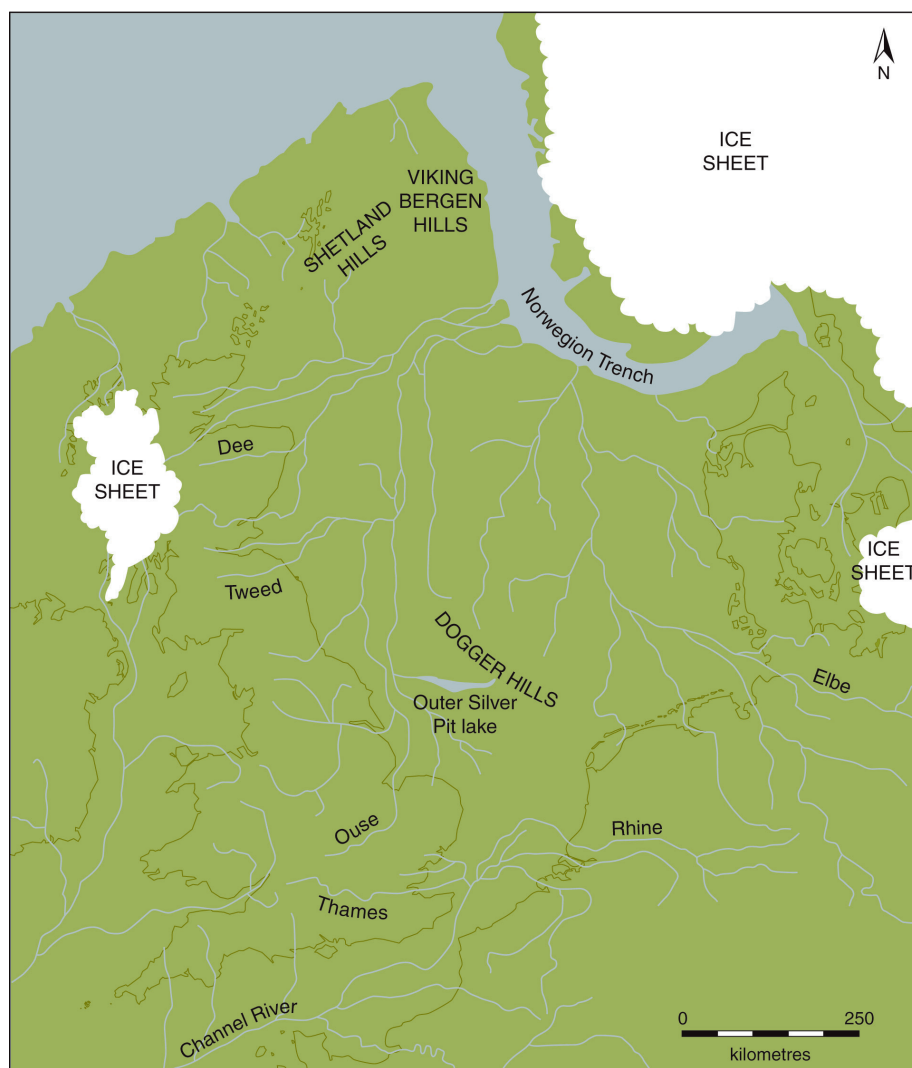 N
ICE
SHEET
VIKING
BERGEN
HILLS
SHETLAND
HILLS
Norwegion Trench
Dee
ICE
SHEET
ICE
SHEET
Tweed
DOGGER HILLS
Elbe
Outer Silver
Pit lake
Ouse
Rhine
Thames
Channel River
0 250
kilometres